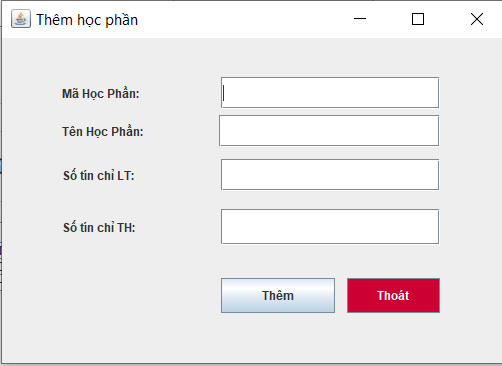 Thêm học phần
Mã Học Phần:
Tên Học Phần:
Số tín chỉ LT:
Số tín chỉ TH:
Thêm Thoát